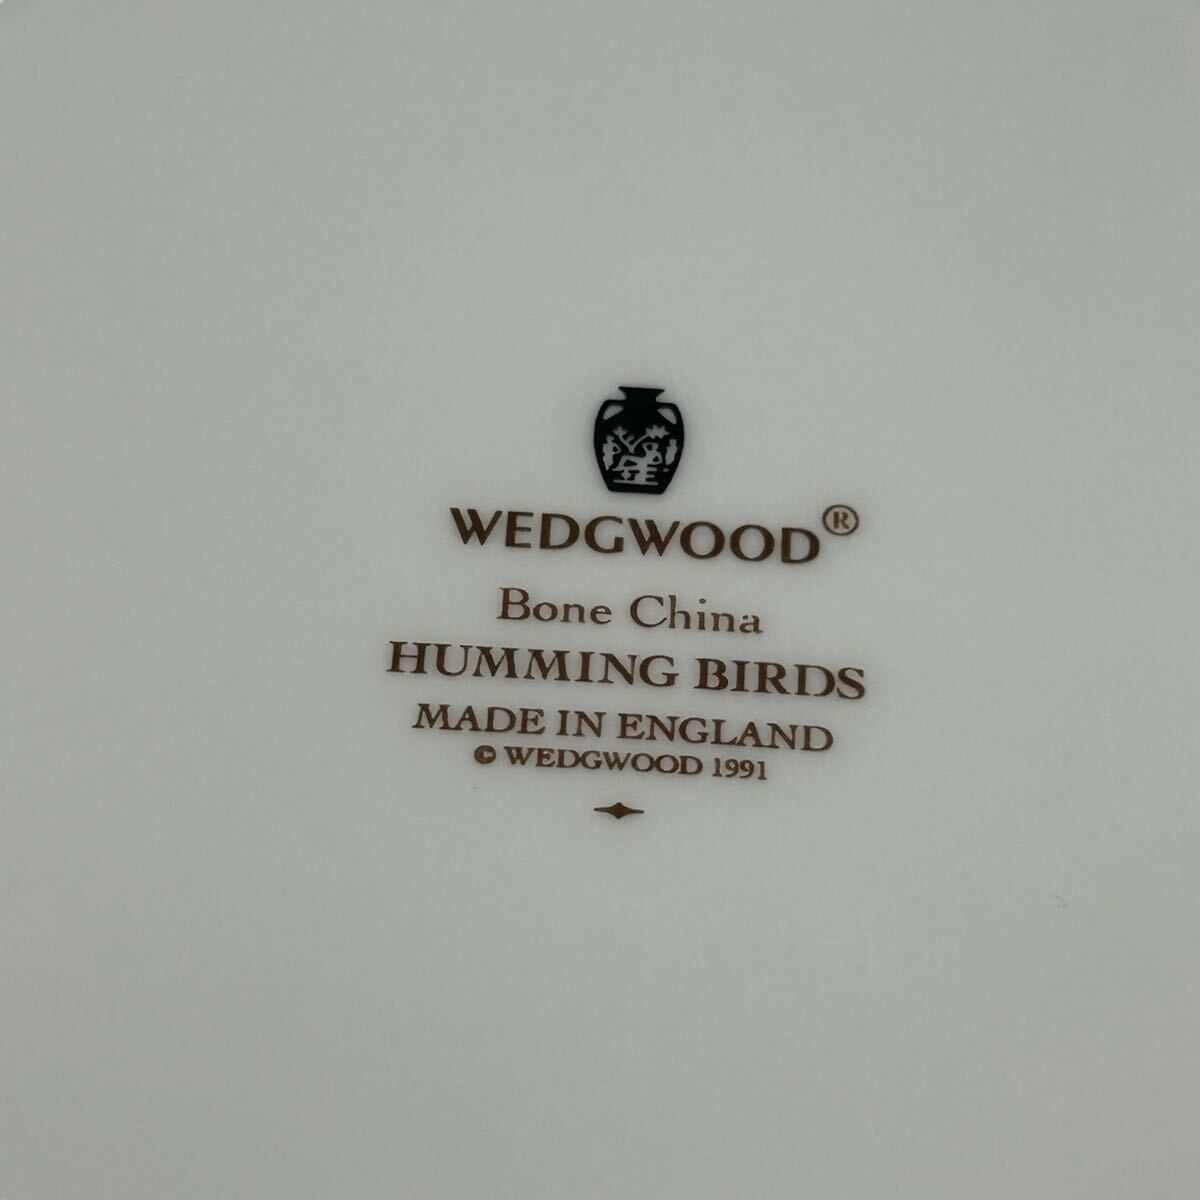 WEDGWOOD®
Bone China
HUMMING BIRDS
MADE IN ENGLAND
© WEDGWOOD 1991